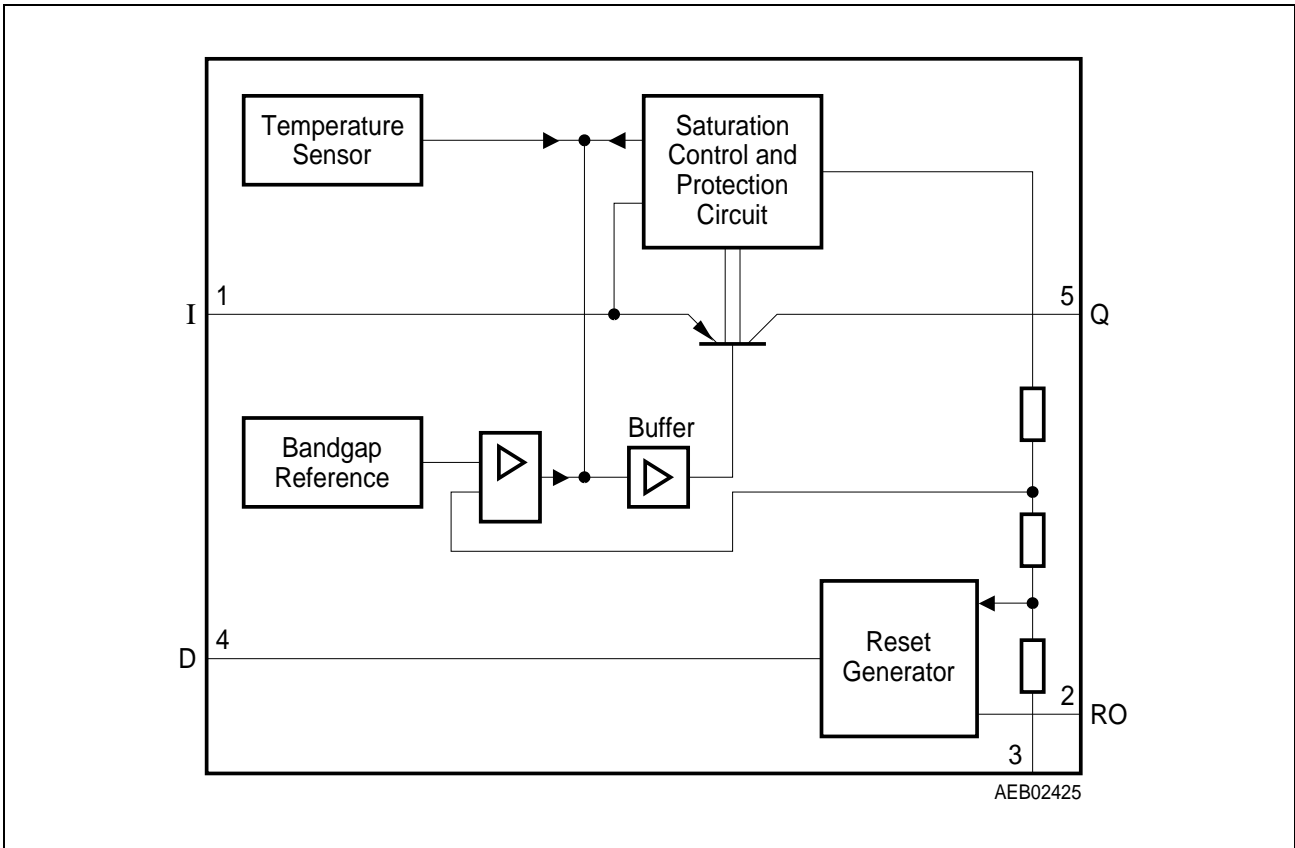 Temperature
Sensor
Saturation
Control and
Protection
Circuit
1
I
5
Q
Buffer
Bandgap
Reference
4
D
Reset
Generator
2
RO
3
AEB02425